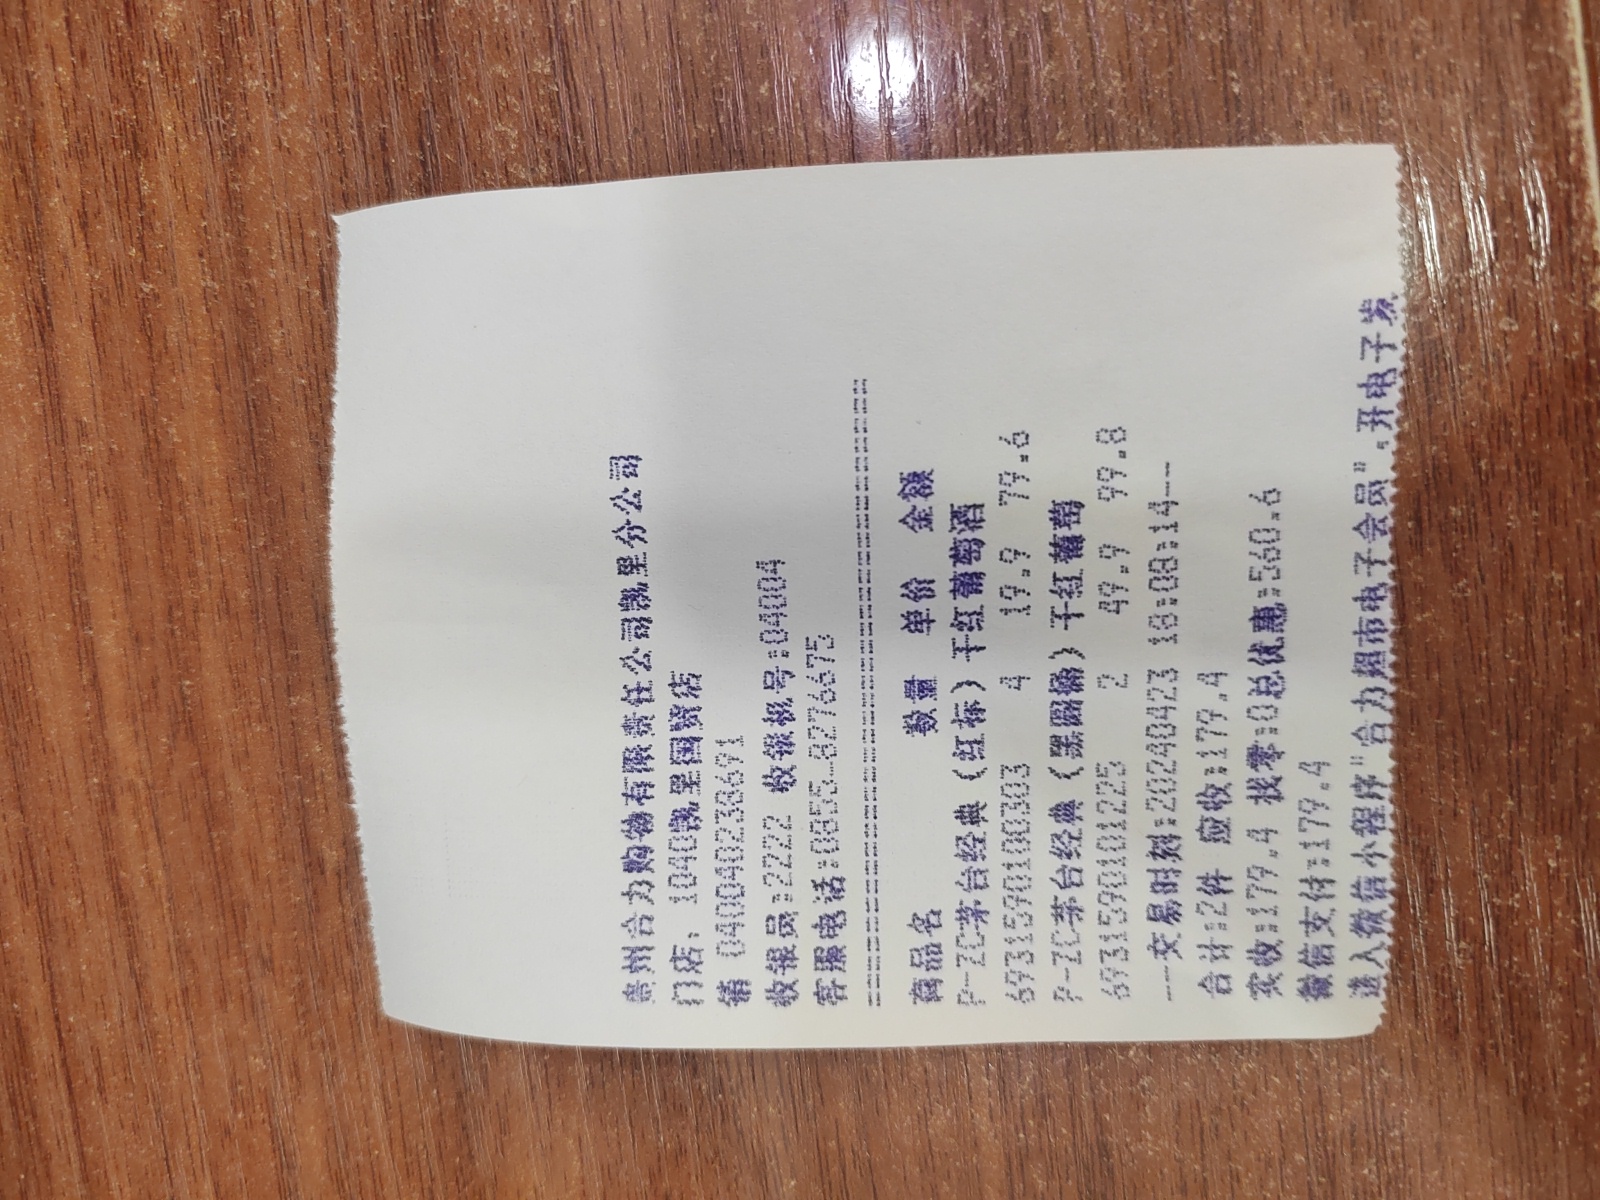 贵州合力购物有限责任公司凯里分公司
门店: 1040凯里国贸店
销 040040238691
收银员:2222 收银机号:04004
客服电话:0855-8276675
==========================================
商品名 数量 单价 金额
P-ZC茅台经典(红标)干红葡萄酒
6931590100303 4 19.9 79.6
P-ZC茅台经典(黑圆桶)干红葡萄
6931590101225 2 49.9 99.8
---交易时刻:20240423 18:08:14--
合计:2件 应收:179.4
实收:179.4 找零:0总优惠:560.6
微信支付:179.4
进入微信小程序"合力超市电子会员",开电子发